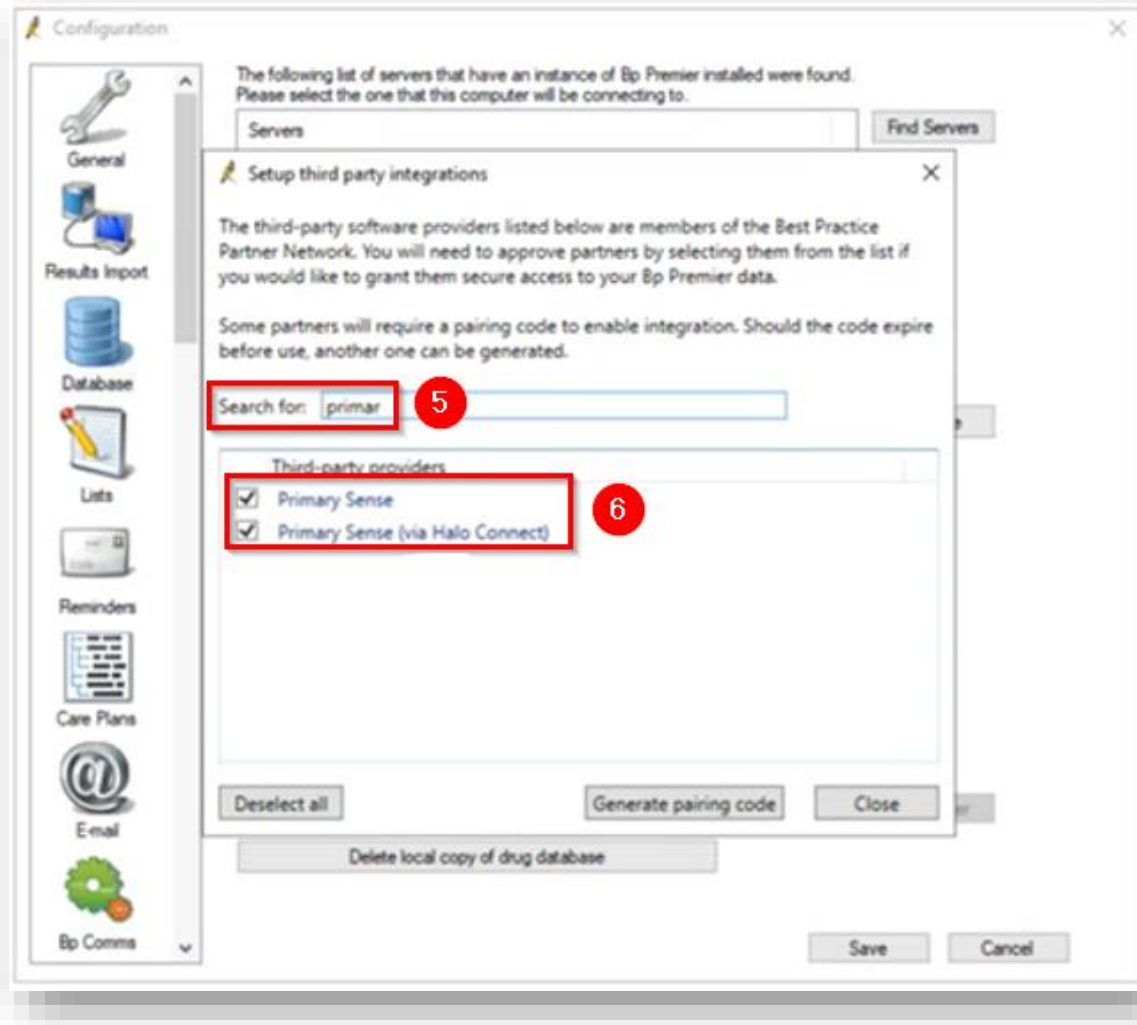 Configuration
The following list of servers that have an instance of Bp Premier installed were found.
Please select the one that this computer will be connecting to.
Servers
Find Servers
General
Results Import
Database
Lists
Reminders
Care Plans
E-mail
Bp Comms
Setup third party integrations
The third-party software providers listed below are members of the Best Practice
Partner Network. You will need to approve partners by selecting them from the list if
you would like to grant them secure access to your Bp Premier data.
Some partners will require a pairing code to enable integration. Should the code expire
before use, another one can be generated.
Search for: primar
5
Third-party providers
Primary Sense
Primary Sense (via Halo Connect)
6
Deselect all
Generate pairing code
Close
Delete local copy of drug database
Save
Cancel